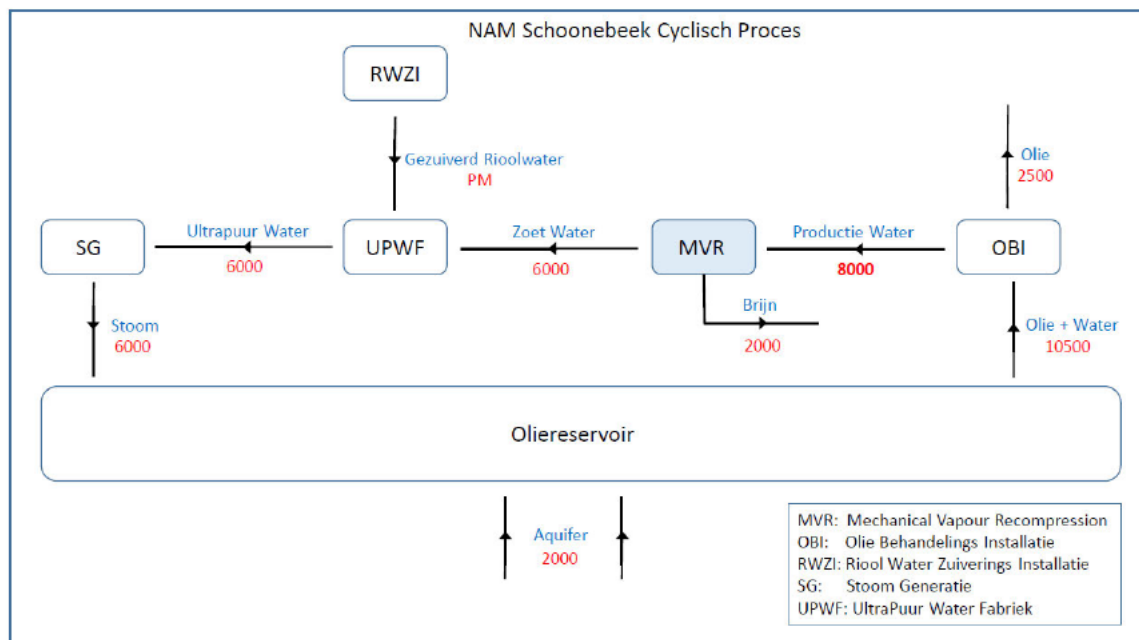 NAM Schoonebeek Cyclisch Proces
RWZI
Gezuiverd Rioolwater
PM
Olie
2500
SG
Ultrapuur Water
6000
UPWF
Zoet Water
6000
MVR
Productie Water
8000
OBI
Stoom
6000
Brijn
2000
Olie + Water
10500
Oliereservoir
Aquifer
2000
MVR: Mechanical Vapour Recompression
OBI: Olie Behandelings Installatie
RWZI: Riool Water Zuiverings Installatie
SG: Stoom Generatie
UPWF: UltraPuur Water Fabriek